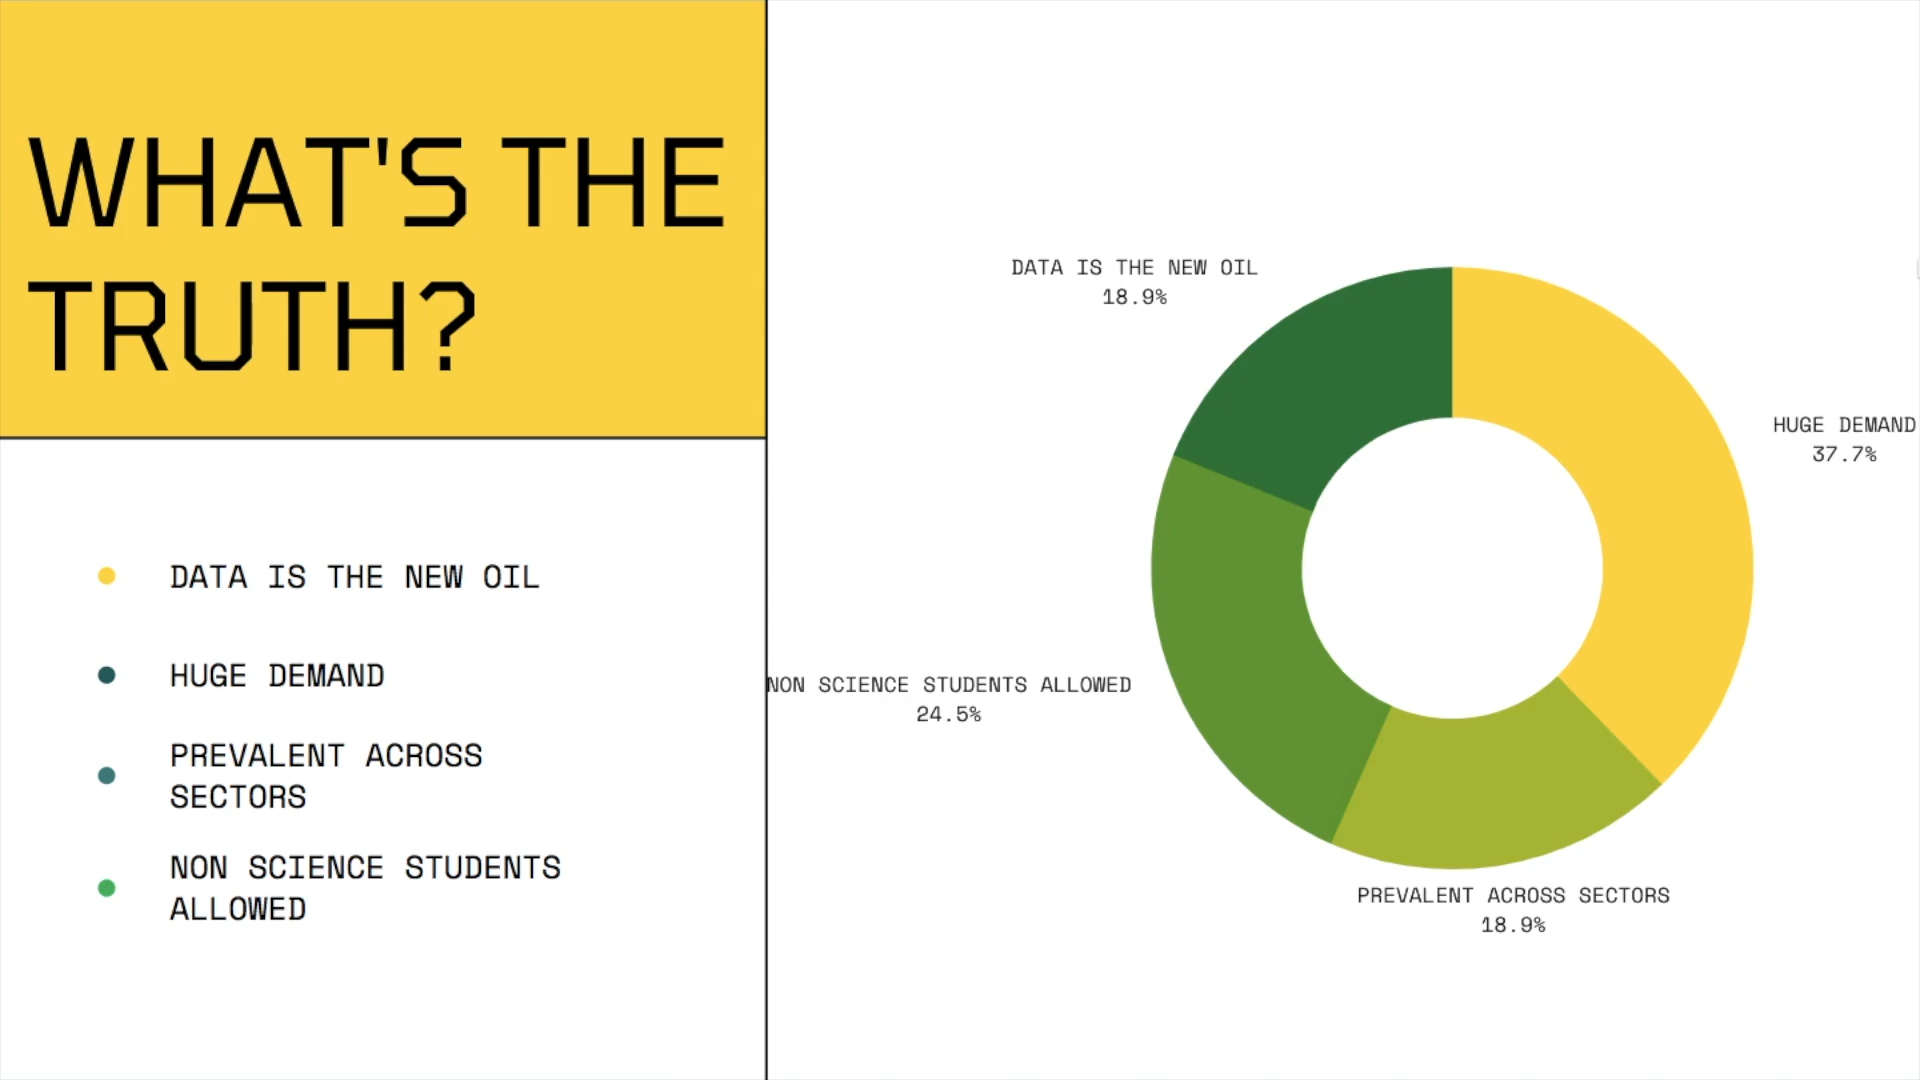 WHAT'S THE
TRUTH?
DATA IS THE NEW OIL
HUGE DEMAND
PREVALENT ACROSS
SECTORS
NON SCIENCE STUDENTS
ALLOWED
DATA IS THE NEW OIL
18.9%
HUGE DEMAND
37.7%
NON SCIENCE STUDENTS ALLOWED
24.5%
PREVALENT ACROSS SECTORS
18.9%